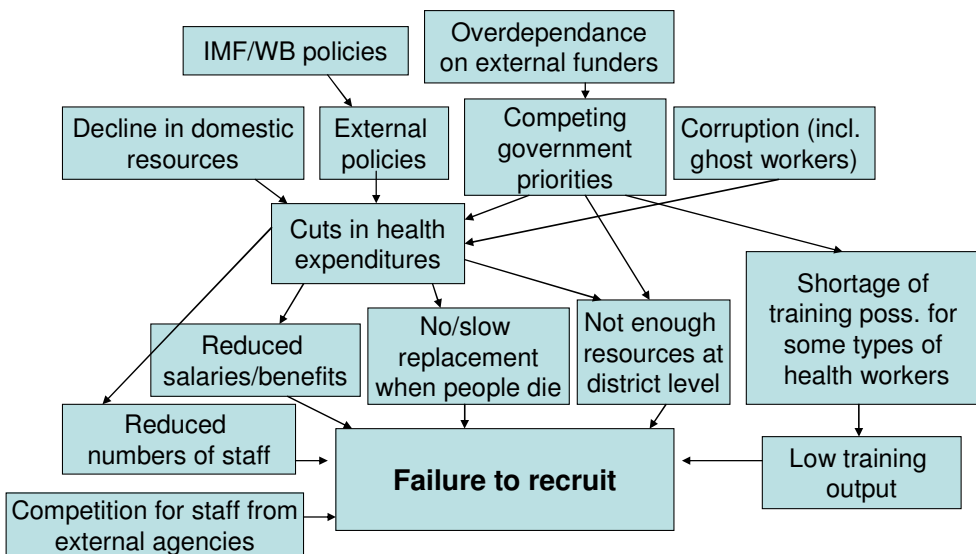 IMF/WB policies
Overdependance
on external funders
Decline in domestic
resources
External
policies
Competing
government
priorities
Corruption (incl.
ghost workers)
Cuts in health
expenditures
Shortage of
training poss. for
some types of
health workers
Reduced
salaries/benefits
No/slow
replacement
when people die
Not enough
resources at
district level
Reduced
numbers of staff
Failure to recruit
Low training
output
Competition for staff from
external agencies